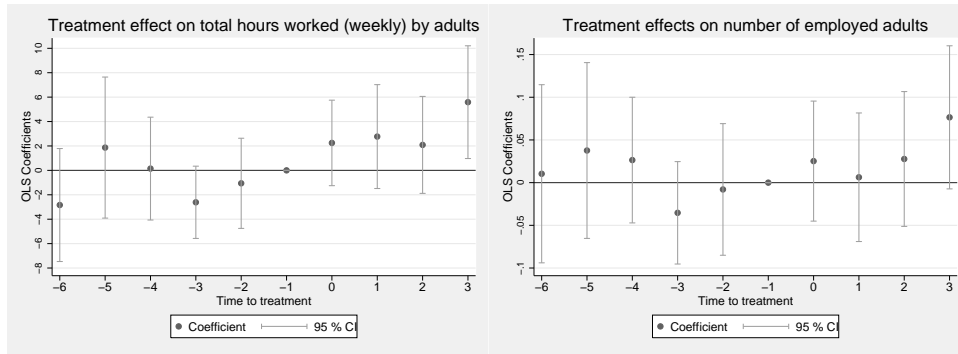 Treatment effect on total hours worked (weekly) by adults
OLS Coefficients
10
8
6
4
2
0
−2
−4
−6
−8
−6 −5 −4 −3 −2 −1 0 1 2 3
Time to treatment
Coefficient 95 % CI
Treatment effects on number of employed adults
OLS Coefficients
.15
.1
.05
0
−.05
−.1
−6 −5 −4 −3 −2 −1 0 1 2 3
Time to treatment
Coefficient 95 % CI